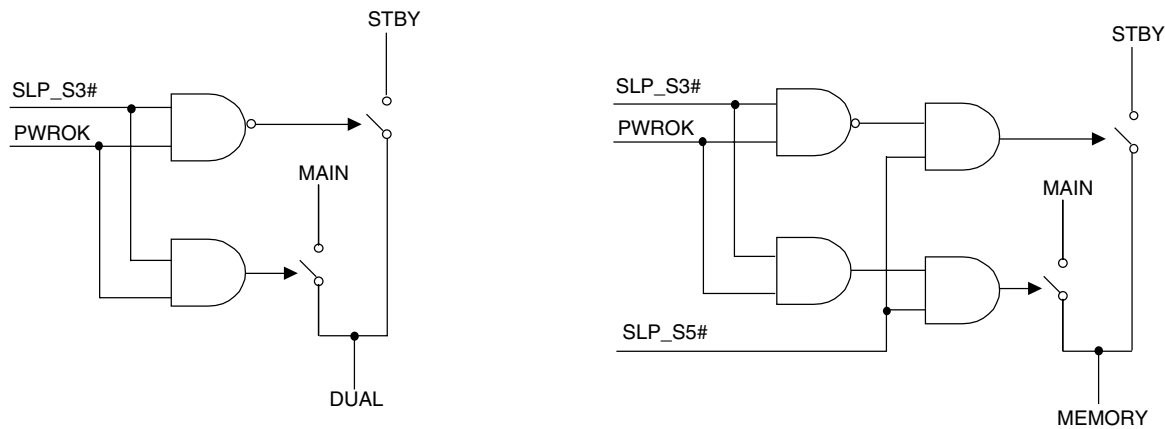 STBY
SLP_S3#
PWROK
MAIN
DUAL
STBY
SLP_S3#
PWROK
MAIN
SLP_S5#
MEMORY